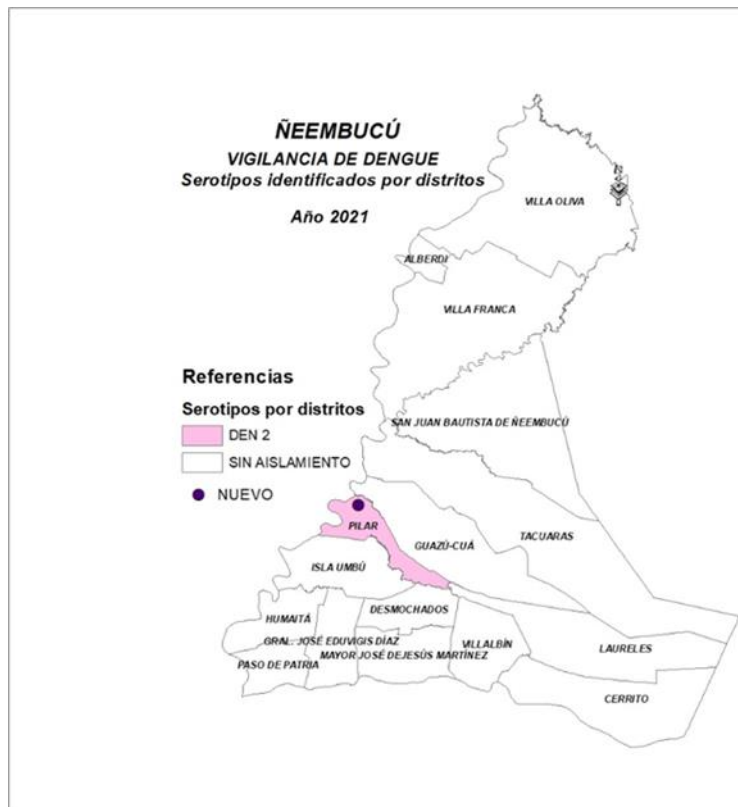 ÑEEMBUCÚ
VIGILANCIA DE DENGUE
Serotipos identificados por distritos
Año 2021
N
VILLA OLIVA
ALBERDI
VILLA FRANCA
Referencias
Serotipos por distritos
DEN 2
SIN AISLAMIENTO
NUEVO
SAN JUAN BAUTISTA DE ÑEEMBUCÚ
PILAR
GUAZÚ-CUÁ
TACUARAS
ISLA UMBÚ
DESMOCHADOS
HUMAITÁ
GRAL. JOSÉ EDUVIGIS DÍAZ
VILLALBÍN
LAURELES
PASO DE PATRIA
MAYOR JOSÉ DEJESÚS MARTÍNEZ
CERRITO